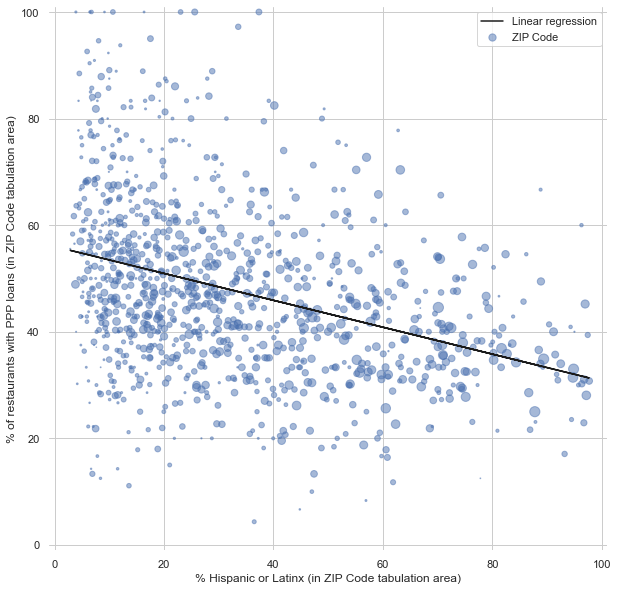 Linear regression
ZIP Code
100
80
60
40
20
0
% of restaurants with PPP loans (in ZIP Code tabulation area)
0 20 40 60 80 100
% Hispanic or Latinx (in ZIP Code tabulation area)